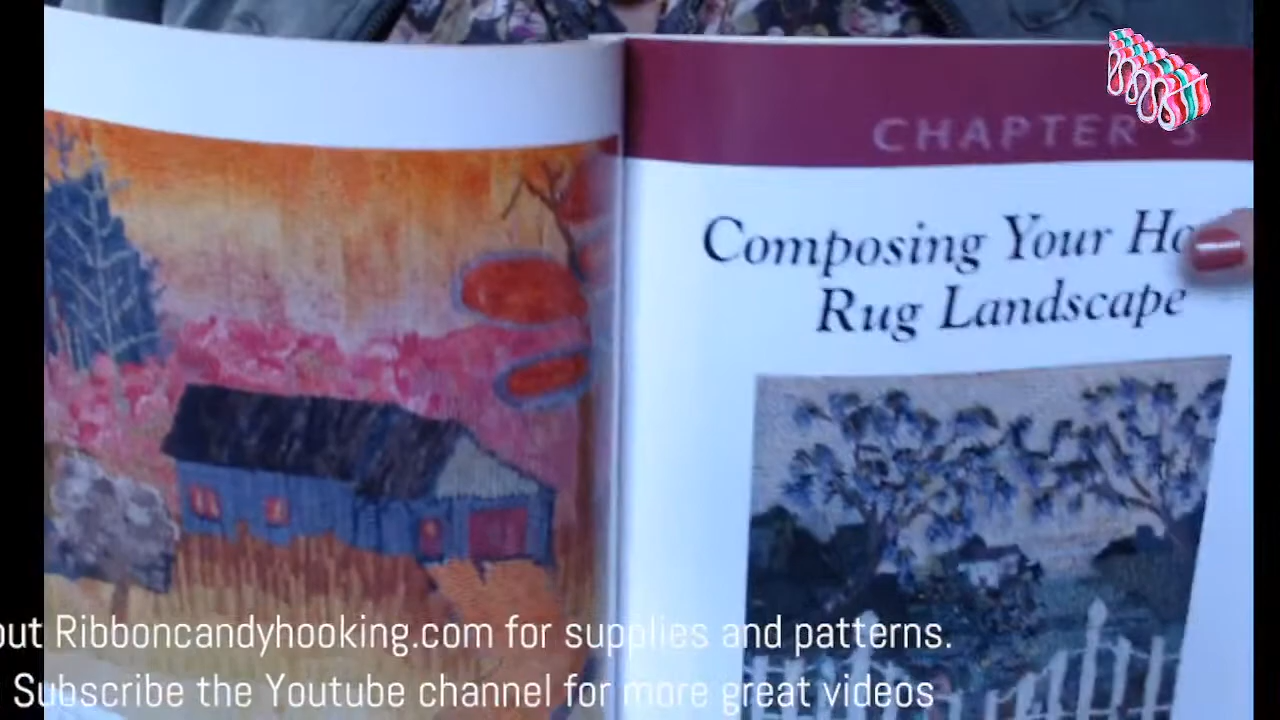 CHAPTER 3
Composing Your Ho
Rug Landscape
out Ribboncandyhooking.com for supplies and patterns.
Subscribe the Youtube channel for more great videos